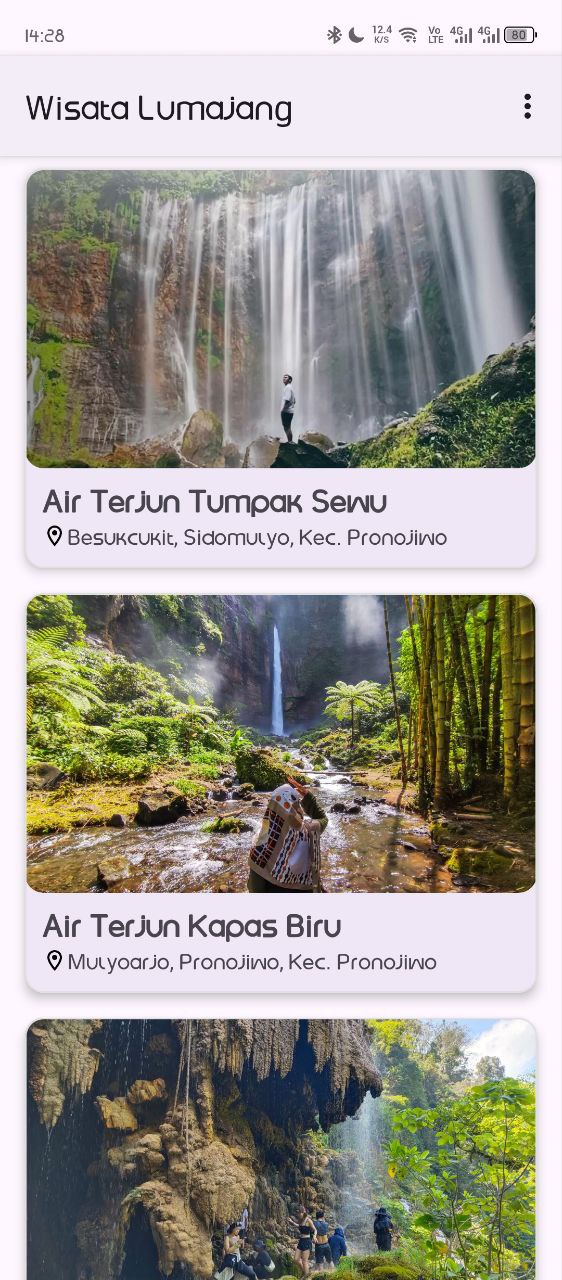 14:28
12.4 K/S Vo LTE 4G 4G 80
Wisata Lumajang
Air Terjun Tumpak Sewu
Besukcukit, Sidomulyo, Kec. Pronojiwo
Air Terjun Kapas Biru
Mulyoarjo, Pronojiwo, Kec. Pronojiwo